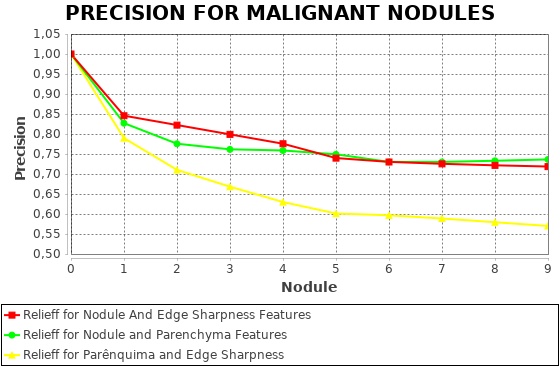 PRECISION FOR MALIGNANT NODULES
1,05
1,00
0,95
0,90
0,85
0,80
0,75
0,70
0,65
0,60
0,55
0,50
Precision
0 1 2 3 4 5 6 7 8 9
Nodule
Relieff for Nodule And Edge Sharpness Features
Relieff for Nodule and Parenchyma Features
Relieff for Parênquima and Edge Sharpness